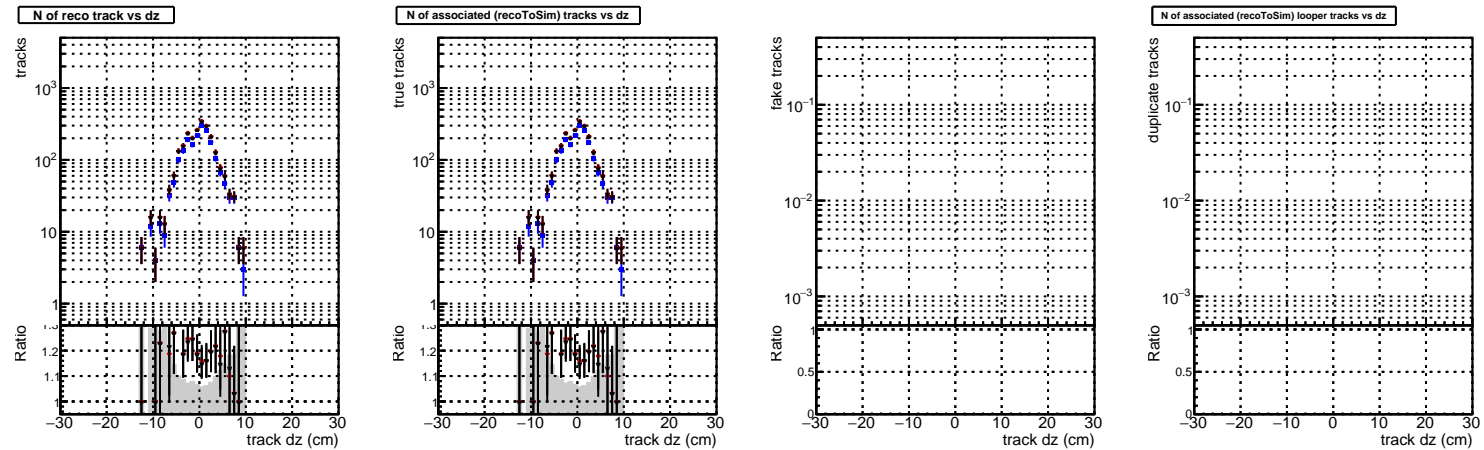 N of reco track vs dz
tracks
10³
10²
10
1
Ratio
1.3
1.2
1.1
1
−30 −20 −10 0 10 20 30
track dz (cm)
N of associated (recoToSim) tracks vs dz
true tracks
10³
10²
10
1
Ratio
1.3
1.2
1.1
1
−30 −20 −10 0 10 20 30
track dz (cm)
fake tracks
10⁻¹
10⁻²
10⁻³
Ratio
1
0.5
0
−30 −20 −10 0 10 20 30
track dz (cm)
N of associated (recoToSim) looper tracks vs dz
duplicate tracks
10⁻¹
10⁻²
10⁻³
Ratio
1
0.5
0
−30 −20 −10 0 10 20 30
track dz (cm)